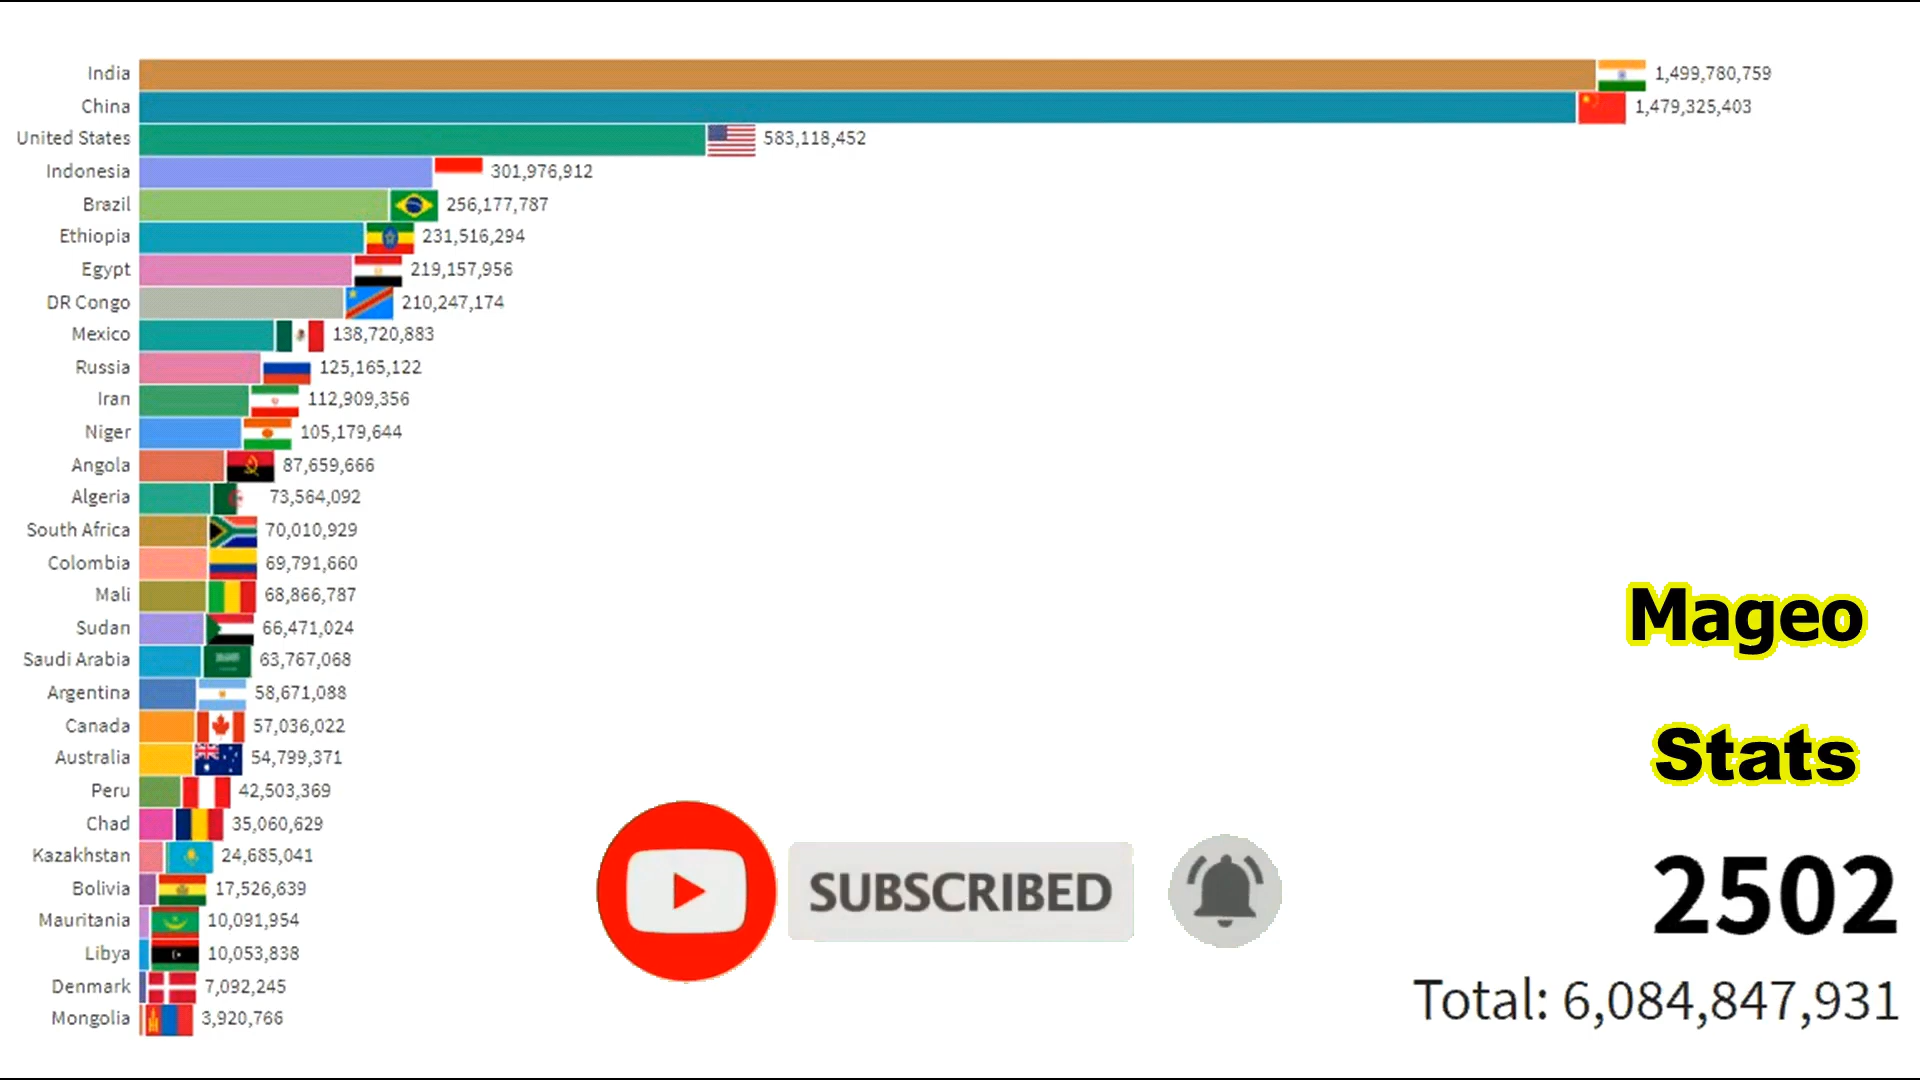 India 1,499,780,759
China 1,479,325,403
United States 583,118,452
Indonesia 301,976,912
Brazil 256,177,787
Ethiopia 231,516,294
Egypt 219,157,956
DR Congo 210,247,174
Mexico 138,720,883
Russia 125,165,122
Iran 112,909,356
Niger 105,179,644
Angola 87,659,666
Algeria 73,564,092
South Africa 70,010,929
Colombia 69,791,660
Mali 68,866,787
Sudan 66,471,024
Saudi Arabia 63,767,068
Argentina 58,671,088
Canada 57,036,022
Australia 54,799,371
Peru 42,503,369
Chad 35,060,629
Kazakhstan 24,685,041
Bolivia 17,526,639
Mauritania 10,091,954
Libya 10,053,838
Denmark 7,092,245
Mongolia 3,920,766
Mageo
Stats
SUBSCRIBED
2502
Total: 6,084,847,931